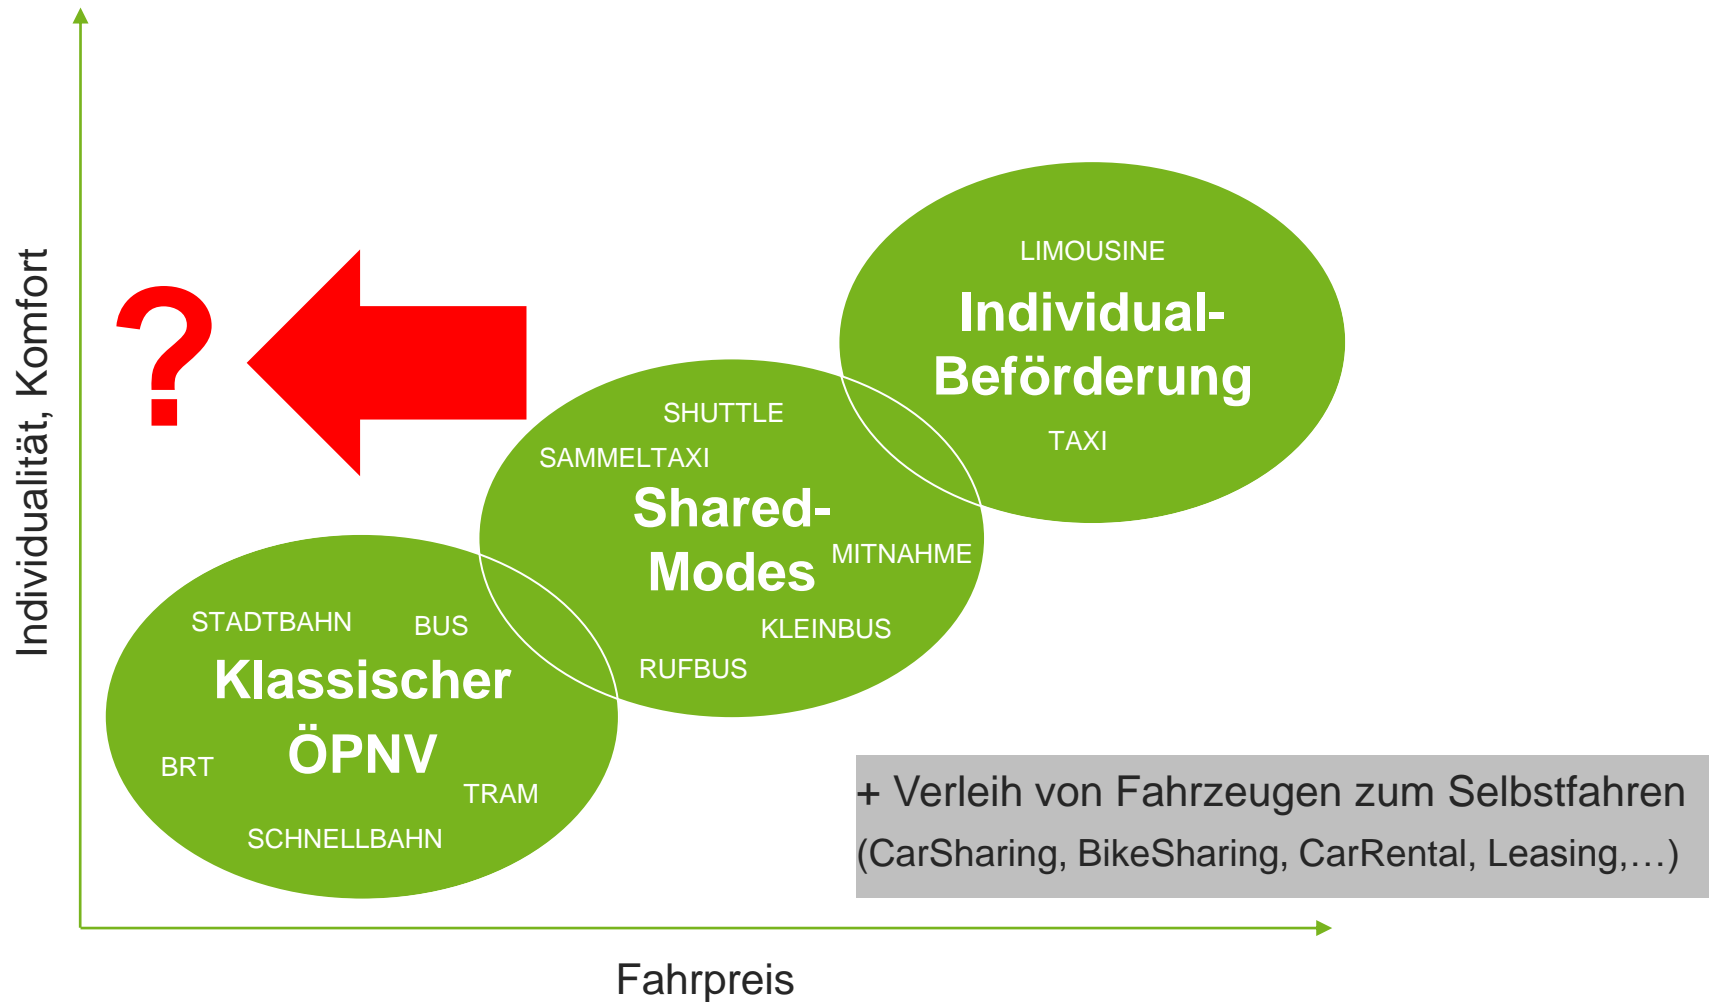 Individualität, Komfort
?
LIMOUSINE
Individual-
Beförderung
TAXI
SHUTTLE
SAMMELTAXI
Shared-
Modes
MITNAHME
KLEINBUS
RUFBUS
STADTBAHN
BUS
Klassischer
ÖPNV
BRT
TRAM
SCHNELLBAHN
+ Verleih von Fahrzeugen zum Selbstfahren
(CarSharing, BikeSharing, CarRental, Leasing,…)
Fahrpreis